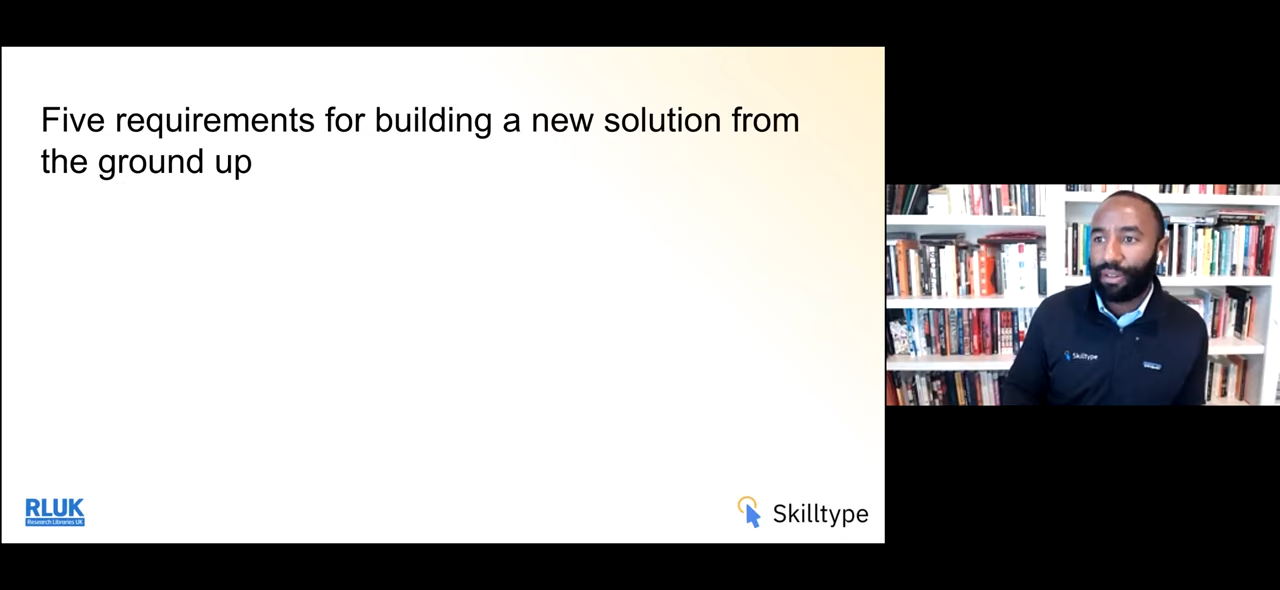 Five requirements for building a new solution from
the ground up
RLUK
Research Libraries UK
Skilltype
Skilltype